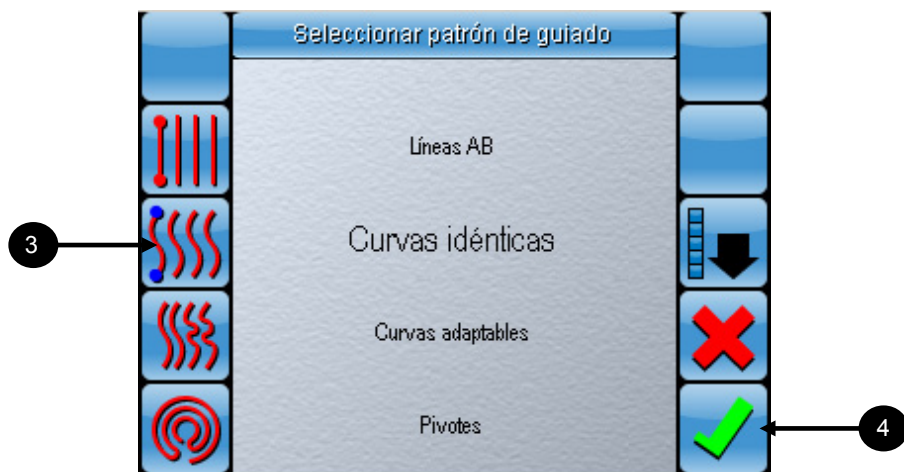 Seleccionar patrón de guiado
Líneas AB
3
Curvas idénticas
Curvas adaptables
Pivotes
4